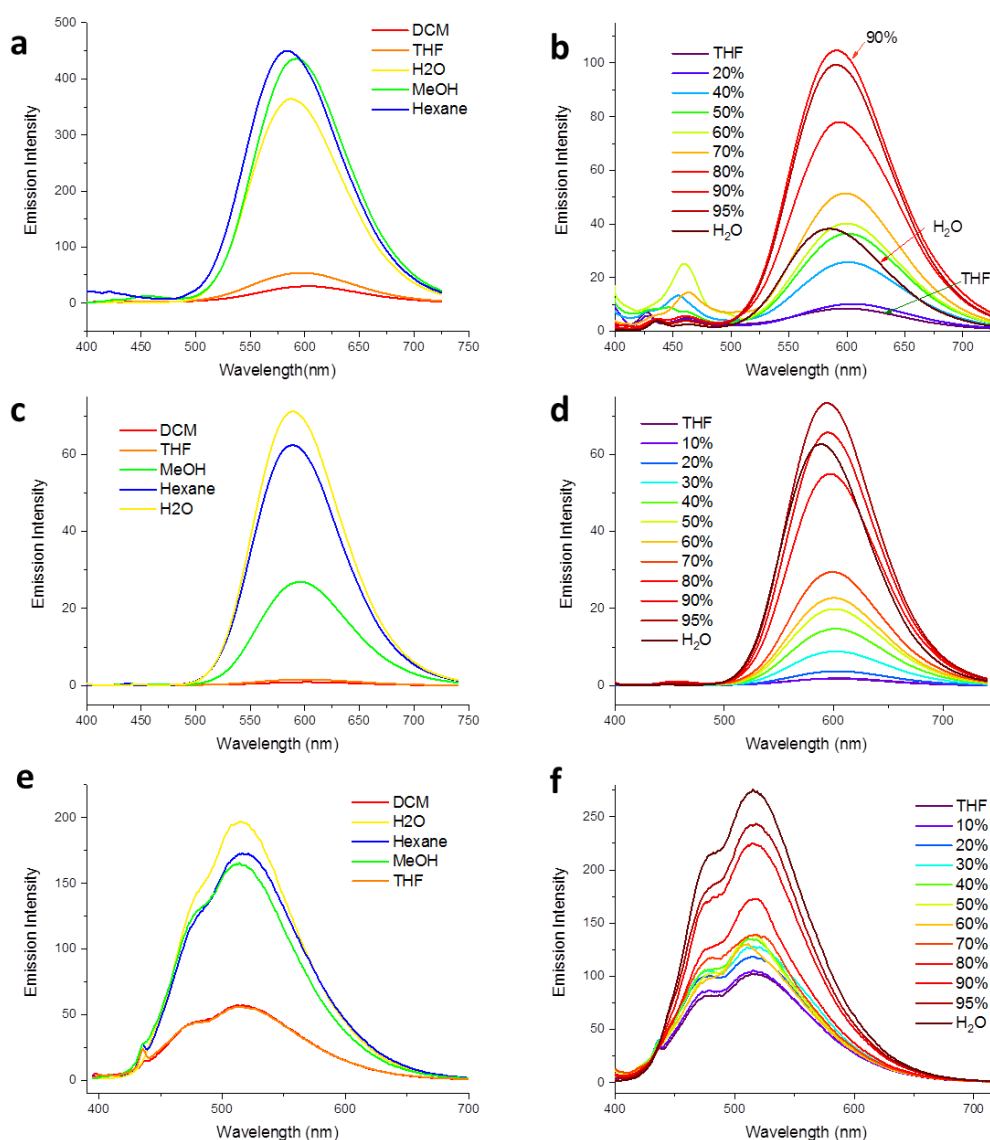 a
500
400
300
200
100
0
Emission Intensity
400 450 500 550 600 650 700 750
Wavelength(nm)
DCM
THF
H2O
MeOH
Hexane
b
100
80
60
40
20
0
Emission Intensity
400 450 500 550 600 650 700
Wavelength (nm)
THF
20%
40%
50%
60%
70%
80%
90%
95%
H₂O
90%
H₂O
THF
c
60
40
20
0
Emission Intensity
400 450 500 550 600 650 700 750
Wavelength (nm)
DCM
THF
MeOH
Hexane
H2O
d
60
40
20
0
Emission Intensity
400 500 600 700
Wavelength (nm)
THF
10%
20%
30%
40%
50%
60%
70%
80%
90%
95%
H₂O
e
200
150
100
50
0
Emission Intensity
400 500 600 700
Wavelength (nm)
DCM
H2O
Hexane
MeOH
THF
f
250
200
150
100
50
0
Emission Intensity
400 500 600 700
Wavelength (nm)
THF
10%
20%
30%
40%
50%
60%
70%
80%
90%
95%
H₂O